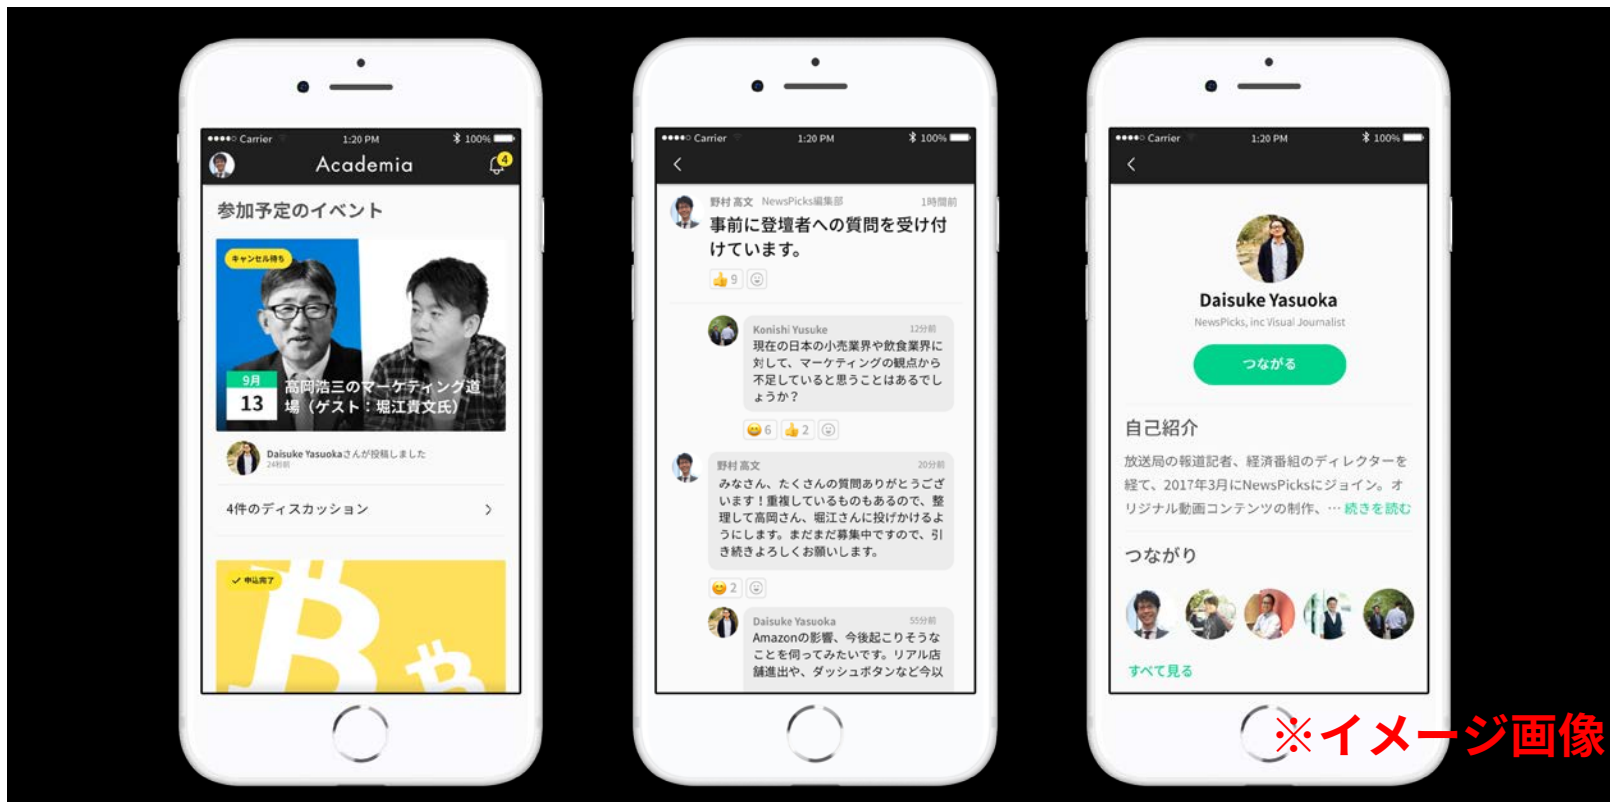 Carrier 1:20 PM 100%
Academia
4
参加予定のイベント
キャンセル待ち
9月
13
高岡浩三のマーケティング道
場（ゲスト：堀江貴文氏）
Daisuke Yasuokaさんが投稿しました
24秒前
4件のディスカッション
申込完了
Carrier 1:20 PM 100%
野村 高文 NewsPicks編集部 1時間前
事前に登壇者への質問を受け付
けています。
9
Konishi Yusuke 12分前
現在の日本の小売業界や飲食業界に
対して、マーケティングの観点から
不足していると思うことはあるでし
ょうか？
6 2
野村 高文 20分前
みなさん、たくさんの質問ありがとうござ
います！重複しているものもあるので、整
理して高岡さん、堀江さんに投げかけるよ
うにします。まだまだ募集中ですので、引
き続きよろしくお願いします。
2
Daisuke Yasuoka 55分前
Amazonの影響、今後起こりそうな
ことを伺ってみたいです。リアル店
舗進出や、ダッシュボタンなど今以
Carrier 1:20 PM 100%
Daisuke Yasuoka
NewsPicks, inc Visual Journalist
つながる
自己紹介
放送局の報道記者、経済番組のディレクターを
経て、2017年3月にNewsPicksにジョイン。オ
リジナル動画コンテンツの制作、… 続きを読む
つながり
すべて見る
※イメージ画像